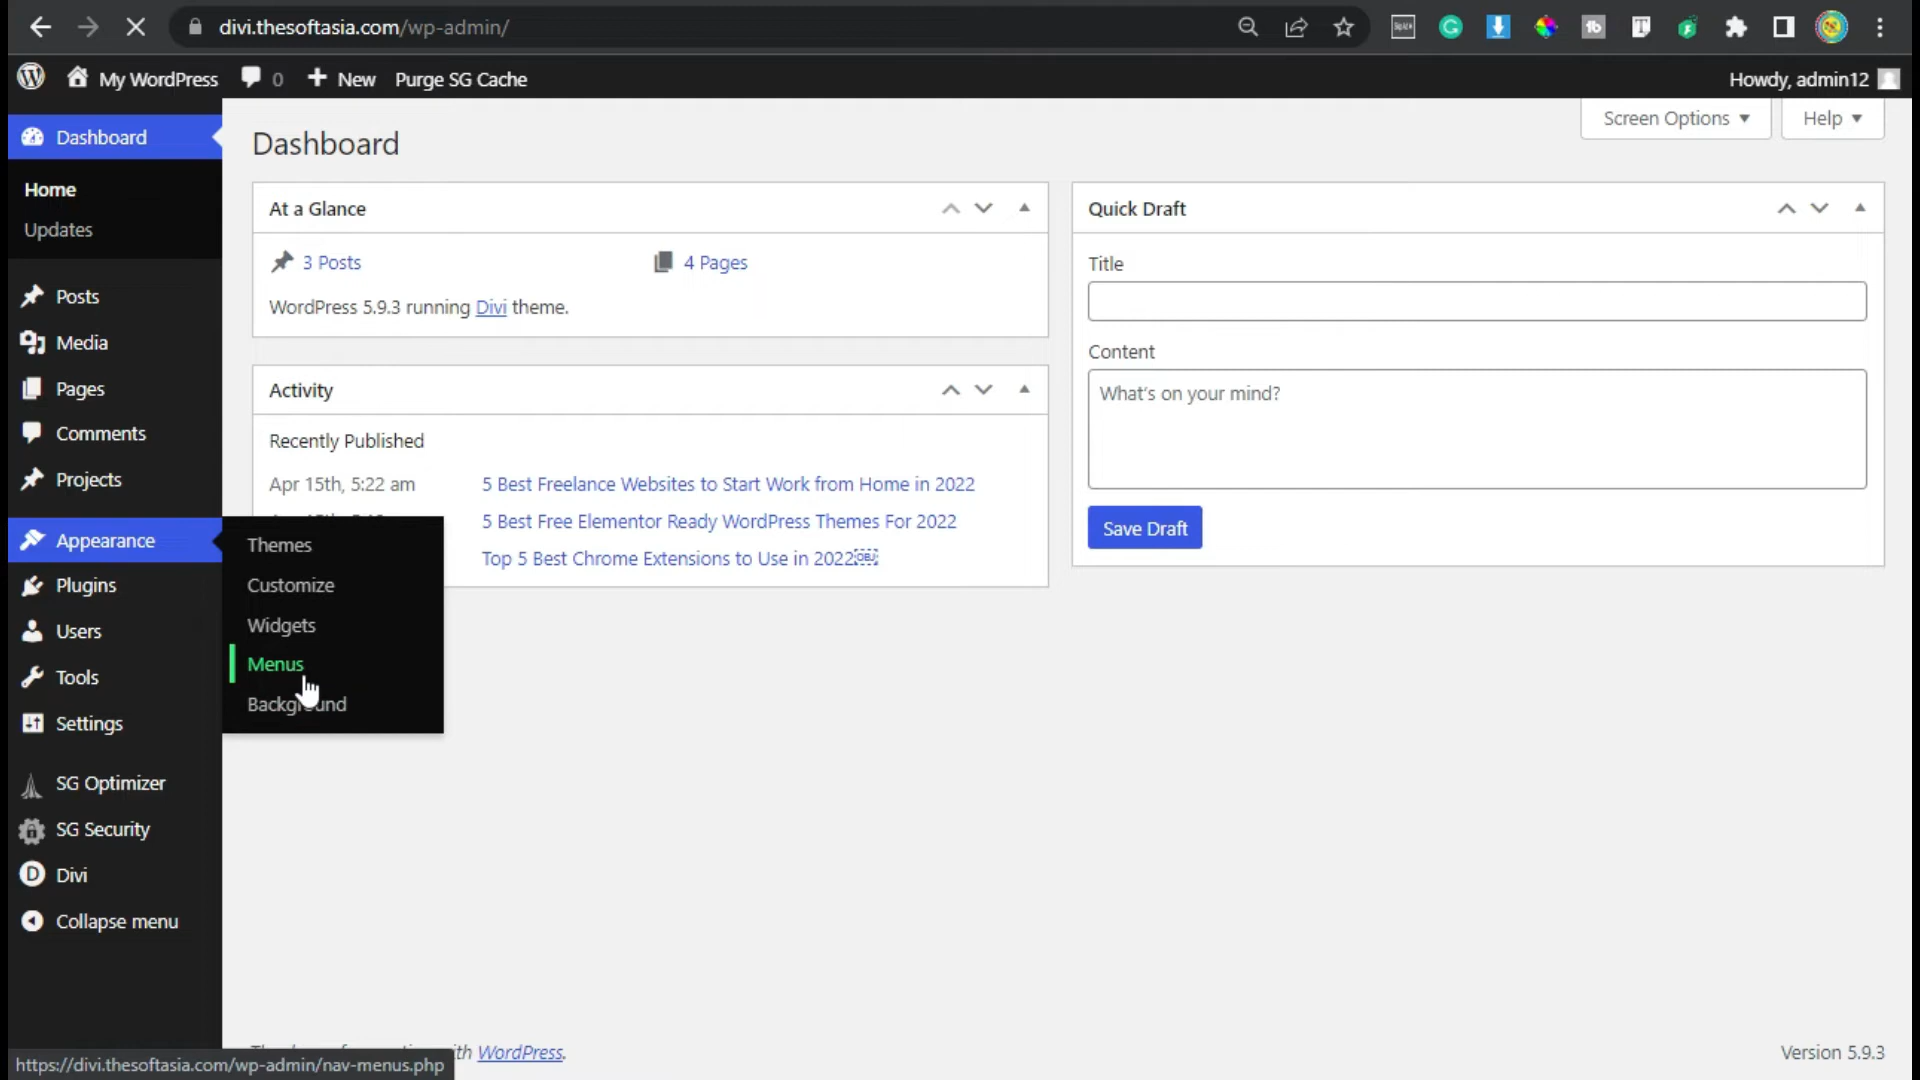 divi.thesoftasia.com/wp-admin/
My WordPress 0 New Purge SG Cache Howdy, admin12
Screen Options Help
Dashboard
Home
Updates
Posts
Media
Pages
Comments
Projects
Appearance
Plugins
Users
Tools
Settings
SG Optimizer
SG Security
Divi
Collapse menu
Themes
Customize
Widgets
Menus
Background
Dashboard
At a Glance
3 Posts 4 Pages
WordPress 5.9.3 running Divi theme.
Activity
Recently Published
Apr 15th, 5:22 am 5 Best Freelance Websites to Start Work from Home in 2022
5 Best Free Elementor Ready WordPress Themes For 2022
Top 5 Best Chrome Extensions to Use in 2022
Quick Draft
Title
Content
What's on your mind?
Save Draft
WordPress.
Version 5.9.3
https://divi.thesoftasia.com/wp-admin/nav-menus.php